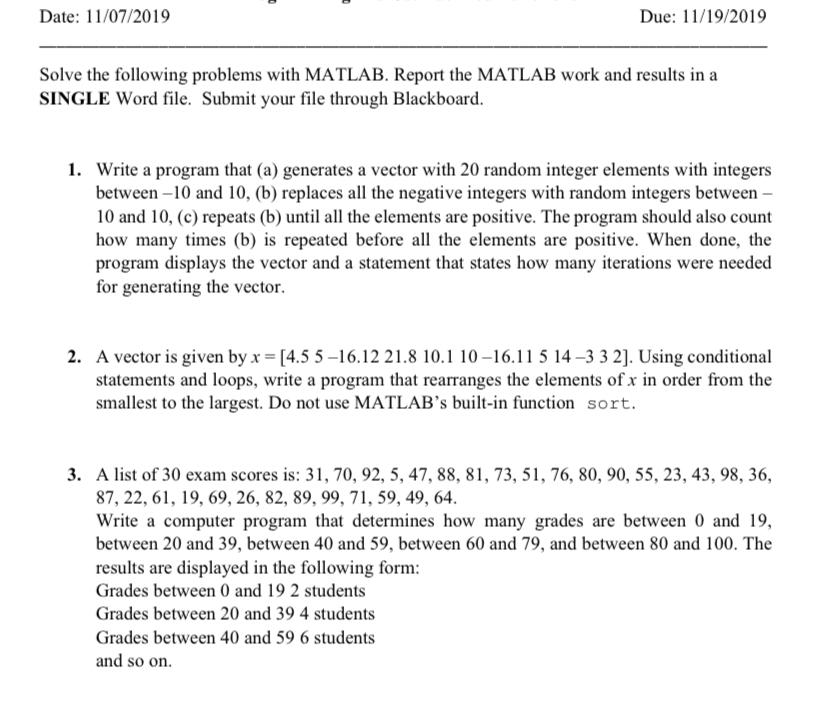 Date: 11/07/2019 Due: 11/19/2019
Solve the following problems with MATLAB. Report the MATLAB work and results in a
SINGLE Word file. Submit your file through Blackboard.
1. Write a program that (a) generates a vector with 20 random integer elements with integers
between –10 and 10, (b) replaces all the negative integers with random integers between –
10 and 10, (c) repeats (b) until all the elements are positive. The program should also count
how many times (b) is repeated before all the elements are positive. When done, the
program displays the vector and a statement that states how many iterations were needed
for generating the vector.
2. A vector is given by x = [4.5 5 –16.12 21.8 10.1 10 –16.11 5 14 –3 3 2]. Using conditional
statements and loops, write a program that rearranges the elements of x in order from the
smallest to the largest. Do not use MATLAB's built-in function sort.
3. A list of 30 exam scores is: 31, 70, 92, 5, 47, 88, 81, 73, 51, 76, 80, 90, 55, 23, 43, 98, 36,
87, 22, 61, 19, 69, 26, 82, 89, 99, 71, 59, 49, 64.
Write a computer program that determines how many grades are between 0 and 19,
between 20 and 39, between 40 and 59, between 60 and 79, and between 80 and 100. The
results are displayed in the following form:
Grades between 0 and 19 2 students
Grades between 20 and 39 4 students
Grades between 40 and 59 6 students
and so on.